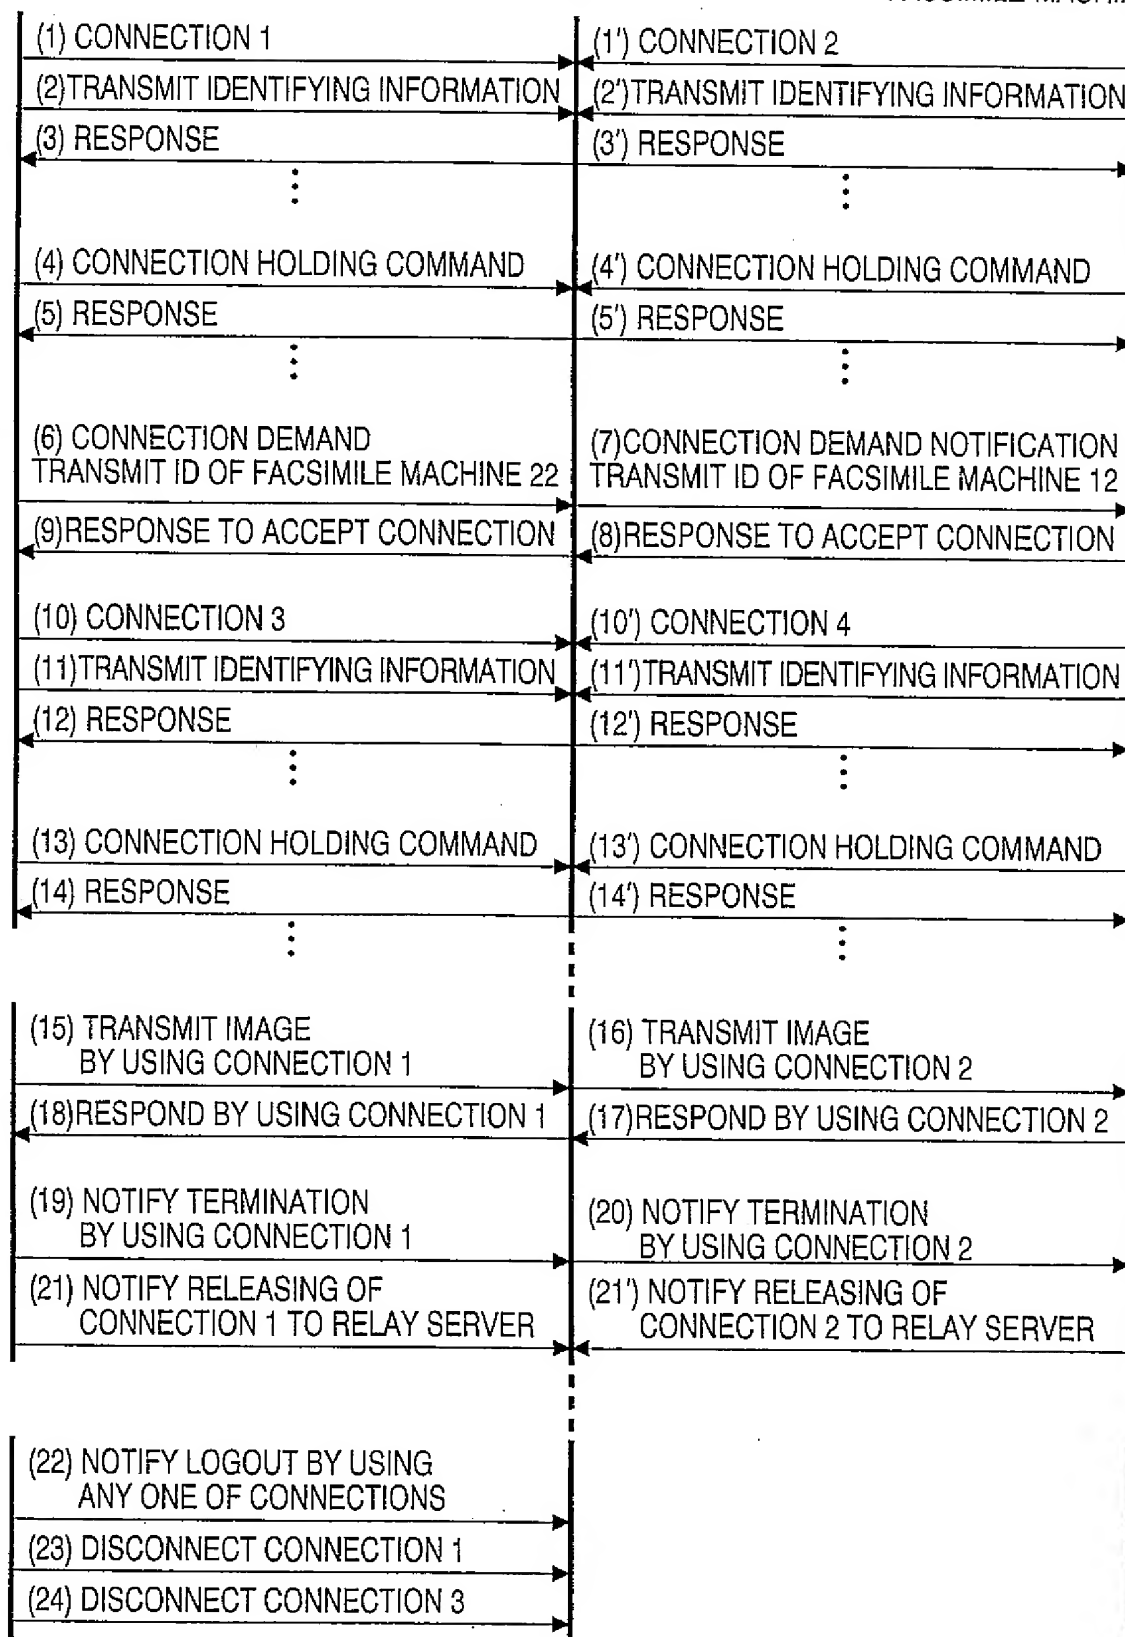 (1) CONNECTION 1
(1') CONNECTION 2
(2)TRANSMIT IDENTIFYING INFORMATION
(2')TRANSMIT IDENTIFYING INFORMATION
(3) RESPONSE
(3') RESPONSE
(4) CONNECTION HOLDING COMMAND
(4') CONNECTION HOLDING COMMAND
(5) RESPONSE
(5') RESPONSE
(6) CONNECTION DEMAND
TRANSMIT ID OF FACSIMILE MACHINE 22
(7)CONNECTION DEMAND NOTIFICATION
TRANSMIT ID OF FACSIMILE MACHINE 12
(9)RESPONSE TO ACCEPT CONNECTION
(8)RESPONSE TO ACCEPT CONNECTION
(10) CONNECTION 3
(10') CONNECTION 4
(11)TRANSMIT IDENTIFYING INFORMATION
(11')TRANSMIT IDENTIFYING INFORMATION
(12) RESPONSE
(12') RESPONSE
(13) CONNECTION HOLDING COMMAND
(13') CONNECTION HOLDING COMMAND
(14) RESPONSE
(14') RESPONSE
(15) TRANSMIT IMAGE
BY USING CONNECTION 1
(16) TRANSMIT IMAGE
BY USING CONNECTION 2
(18)RESPOND BY USING CONNECTION 1
(17)RESPOND BY USING CONNECTION 2
(19) NOTIFY TERMINATION
BY USING CONNECTION 1
(20) NOTIFY TERMINATION
BY USING CONNECTION 2
(21) NOTIFY RELEASING OF
CONNECTION 1 TO RELAY SERVER
(21') NOTIFY RELEASING OF
CONNECTION 2 TO RELAY SERVER
(22) NOTIFY LOGOUT BY USING
ANY ONE OF CONNECTIONS
(23) DISCONNECT CONNECTION 1
(24) DISCONNECT CONNECTION 3